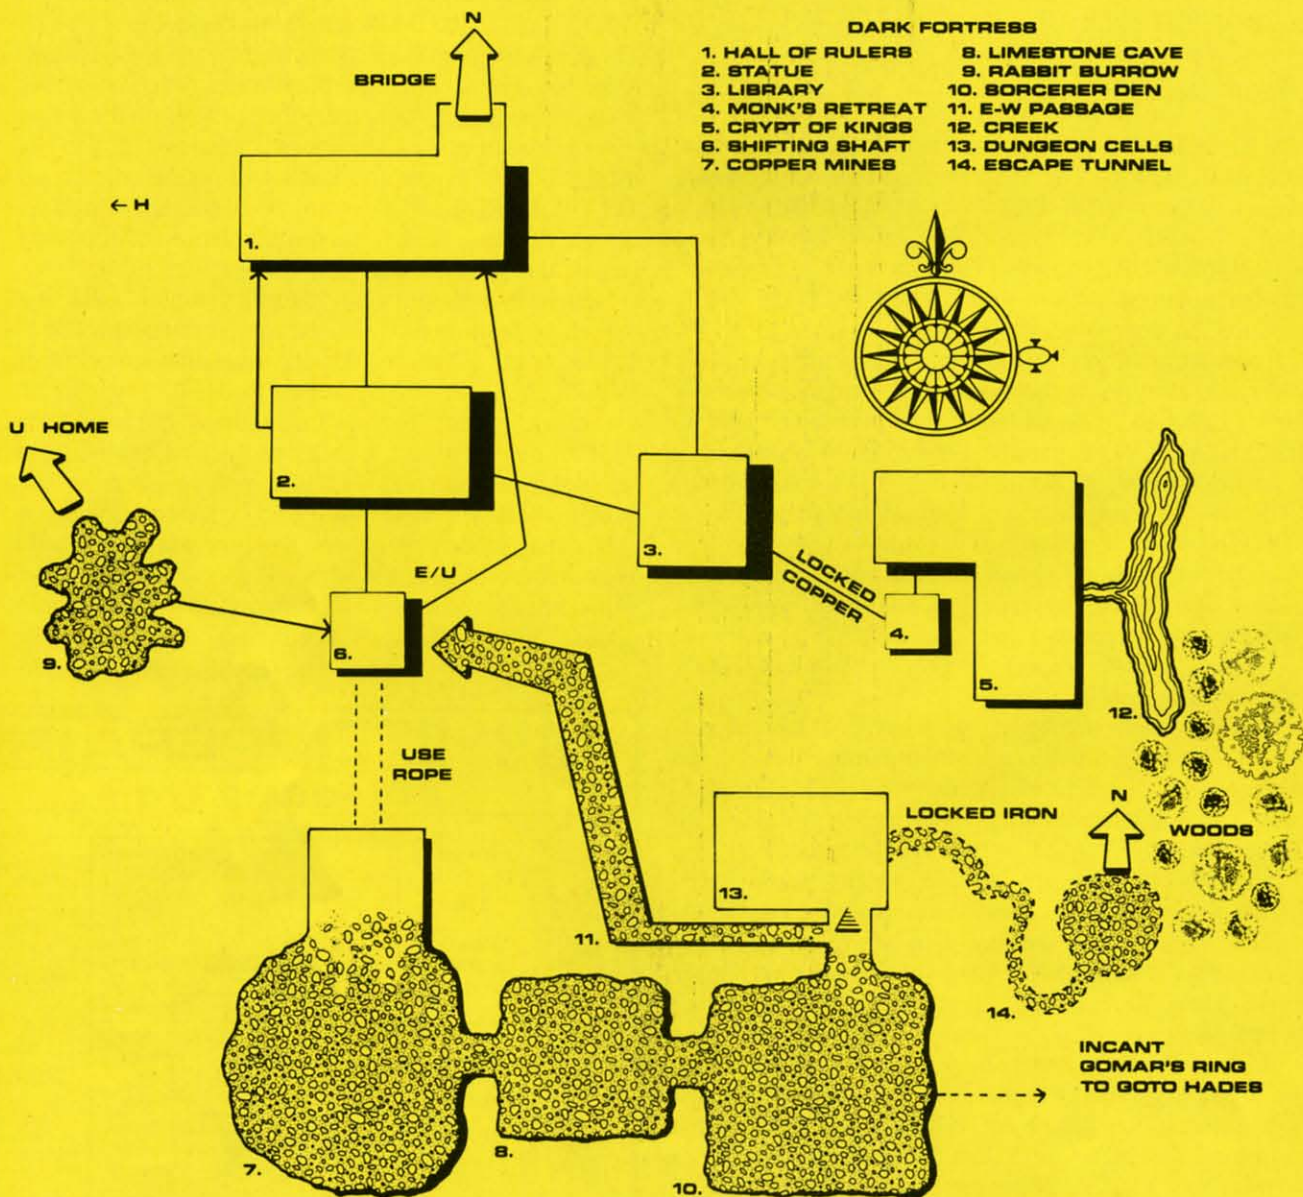 DARK FORTRESS
1. HALL OF RULERS
2. STATUE
3. LIBRARY
4. MONK'S RETREAT
5. CRYPT OF KINGS
6. SHIFTING SHAFT
7. COPPER MINES
8. LIMESTONE CAVE
9. RABBIT BURROW
10. SORCERER DEN
11. E-W PASSAGE
12. CREEK
13. DUNGEON CELLS
14. ESCAPE TUNNEL
N
BRIDGE
← H
1.
U HOME
2.
3.
LOCKED
COPPER
4.
5.
E/U
6.
9.
12.
USE
ROPE
N
LOCKED IRON
WOODS
13.
11.
14.
INCANT
GOMAR'S RING
TO GOTO HADES
8.
7.
10.